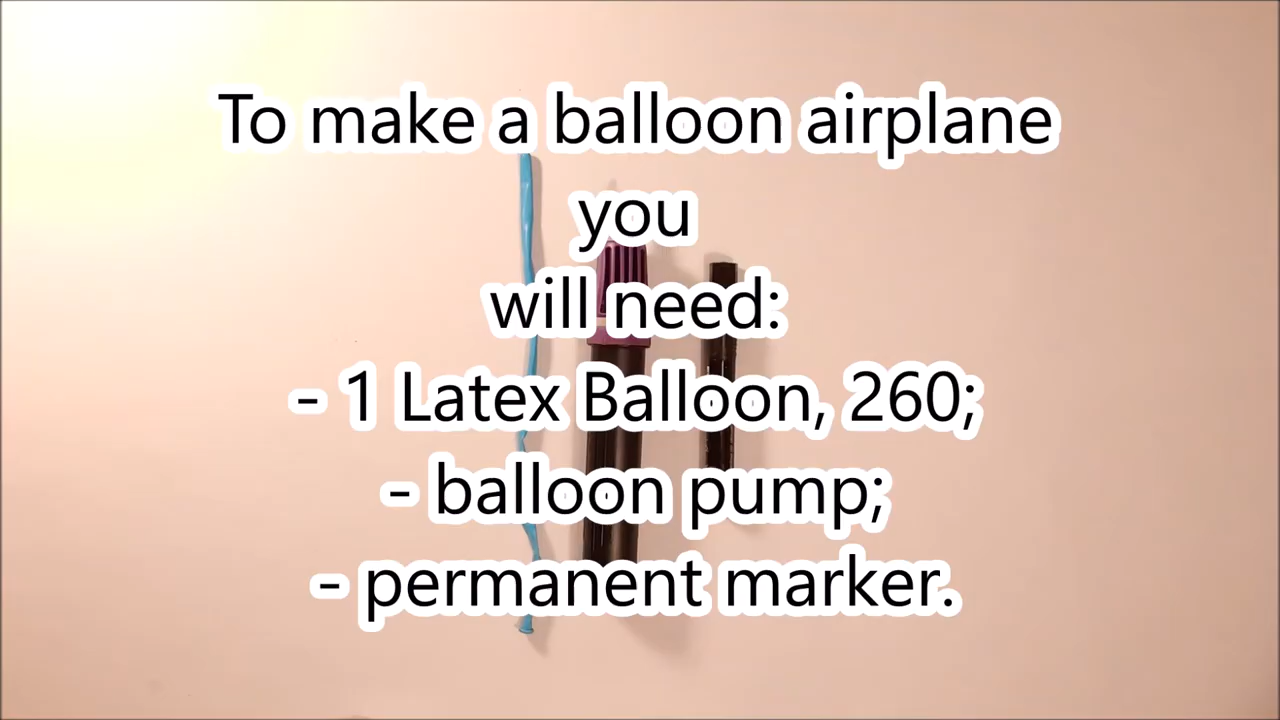 To make a balloon airplane
you
will need:
- 1 Latex Balloon, 260;
- balloon pump;
- permanent marker.